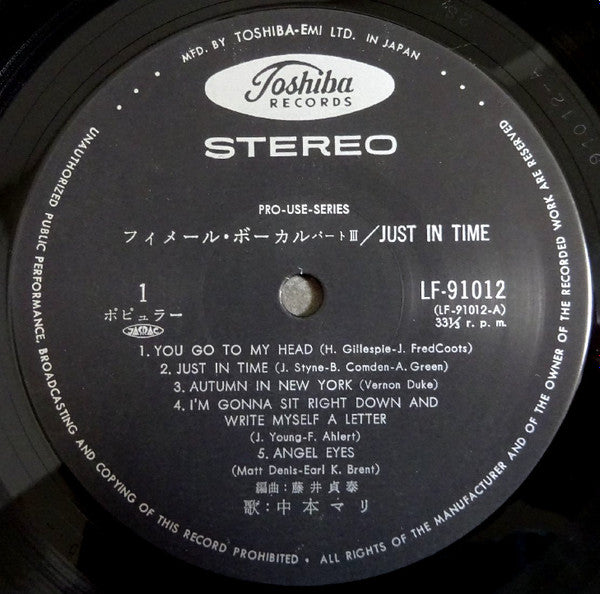 MFD. BY TOSHIBA-EMI LTD. IN JAPAN
Toshiba
RECORDS
STEREO
PRO-USE-SERIES
フィメール・ボーカルパートⅢ/JUST IN TIME
1
ポピュラー
JASRAC
LF-91012
(LF-91012-A)
33⅓ r. p. m.
1. YOU GO TO MY HEAD (H. Gillespie-J. FredCoots)
2. JUST IN TIME (J. Styne-B. Comden-A. Green)
3. AUTUMN IN NEW YORK (Vernon Duke)
4. I'M GONNA SIT RIGHT DOWN AND
WRITE MYSELF A LETTER
(J. Young-F. Ahlert)
5. ANGEL EYES
(Matt Denis-Earl K. Brent)
編曲:藤井貞泰
歌:中本マリ
UNAUTHORIZED PUBLIC PERFORMANCE, BROADCASTING AND COPYING OF THIS RECORD PROHIBITED • ALL RIGHTS OF THE MANUFACTURER AND OF THE OWNER OF THE RECORDED WORK ARE RESERVED